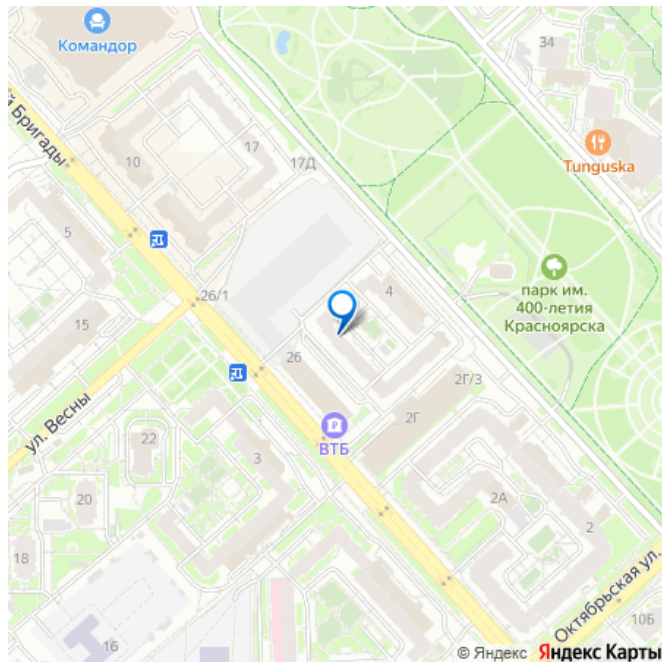 Командор
й Бригады
34
Tunguska
17
17Д
10
5
26/1
парк им.
400-летия
Красноярска
4
15
26
2Г/3
ул. Весны
2Г
ВТБ
22
3
20
2А
2
18
Октябрьская ул.
16
10Б
© Яндекс Яндекс Карты